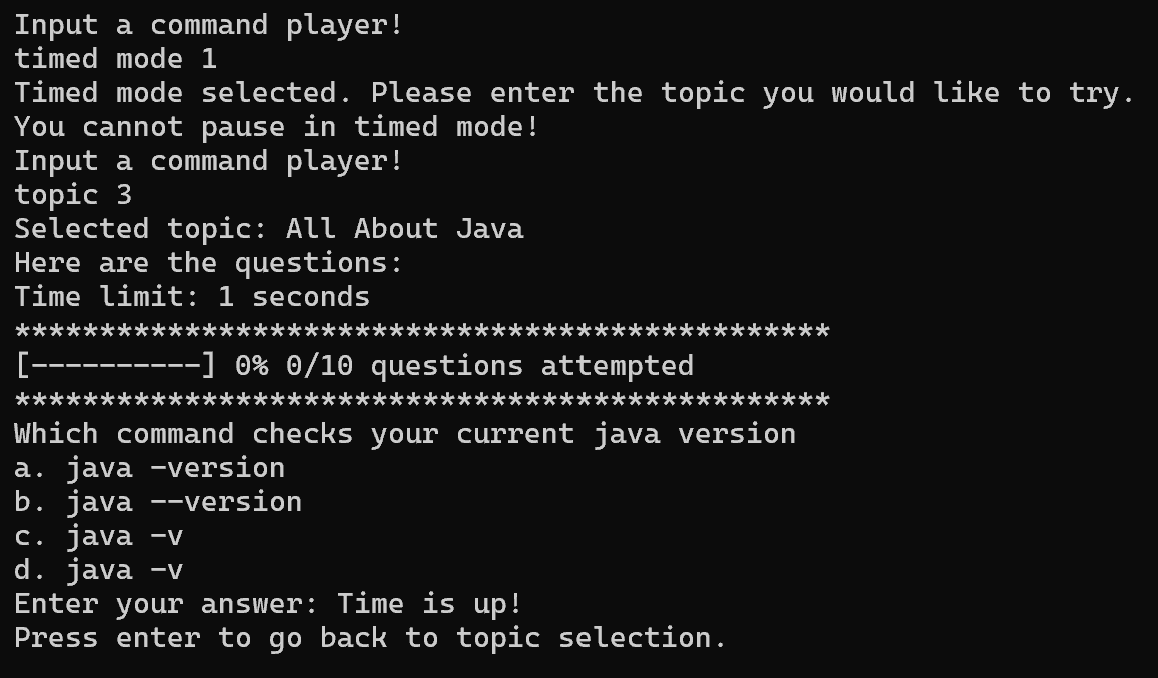 Input a command player!
timed mode 1
Timed mode selected. Please enter the topic you would like to try.
You cannot pause in timed mode!
Input a command player!
topic 3
Selected topic: All About Java
Here are the questions:
Time limit: 1 seconds
************************************************
[----------] 0% 0/10 questions attempted
************************************************
Which command checks your current java version
a. java -version
b. java --version
c. java -v
d. java -v
Enter your answer: Time is up!
Press enter to go back to topic selection.